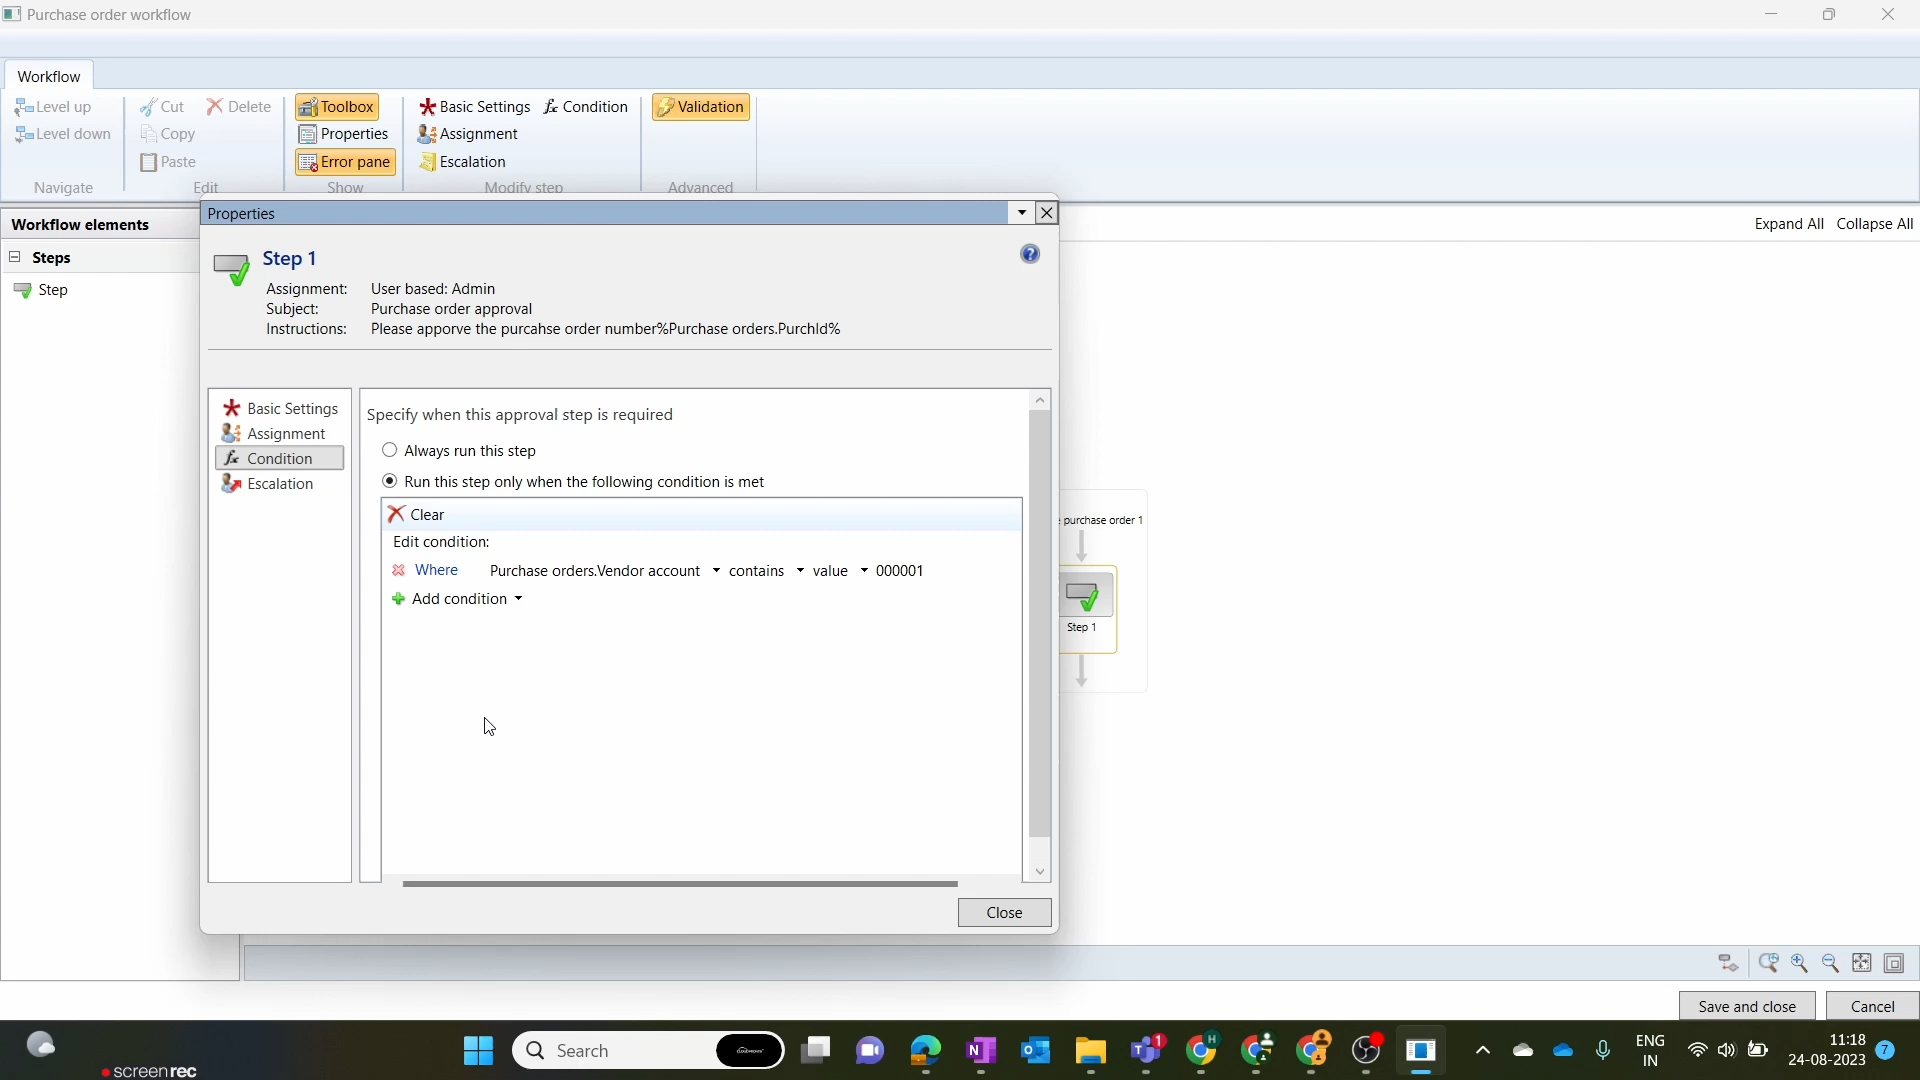 Purchase order workflow
Workflow
Level up
Level down
Navigate
Cut
Copy
Paste
Delete
Edit
Toolbox
Properties
Error pane
Show
Basic Settings
Assignment
Escalation
Condition
Modify step
Validation
Advanced
Workflow elements
Steps
Step
Expand All Collapse All
Properties
Step 1
Assignment: User based: Admin
Subject: Purchase order approval
Instructions: Please apporve the purcahse order number%Purchase orders.PurchId%
Basic Settings
Assignment
Condition
Escalation
Specify when this approval step is required
Always run this step
Run this step only when the following condition is met
Clear
Edit condition:
Where Purchase orders.Vendor account contains value 000001
Add condition
Close
purchase order 1
Step 1
Save and close
Cancel
screenrec
Search
1
H
ENG
IN
11:18
24-08-2023
7